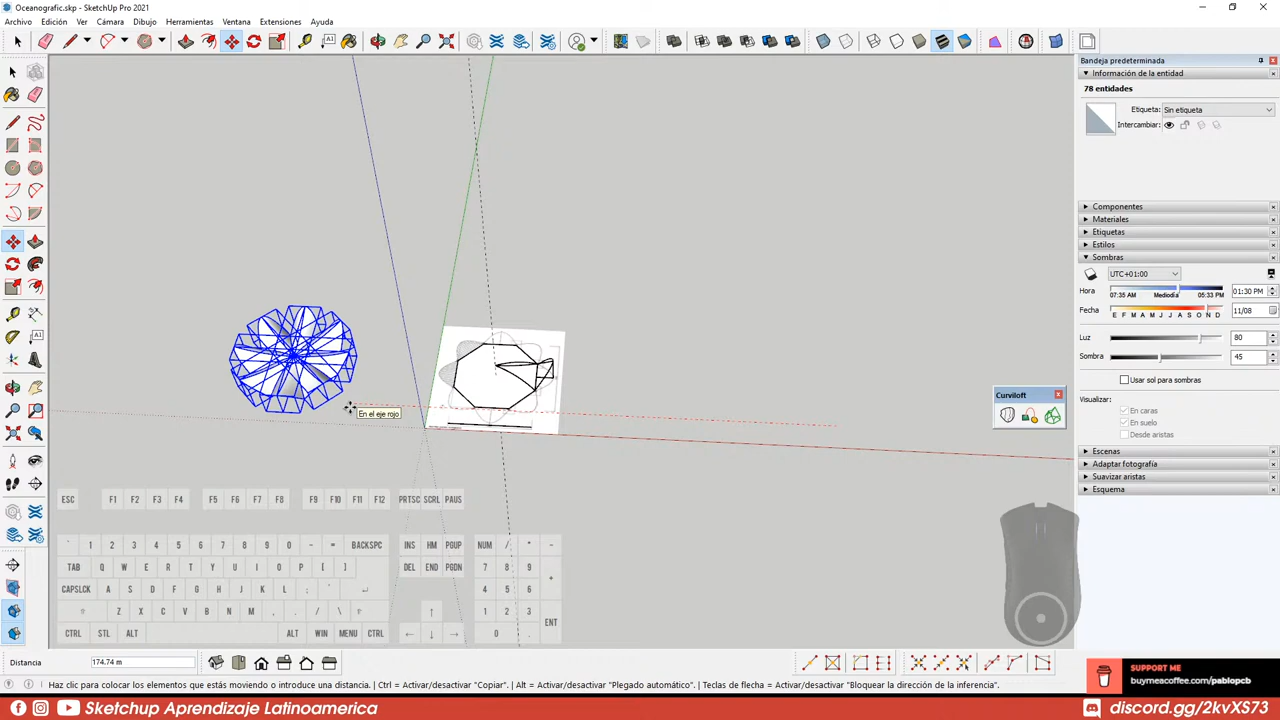 Oceanografic.skp - SketchUp Pro 2021
Archivo Edición Ver Cámara Dibujo Herramientas Ventana Extensiones Ayuda
Bandeja predeterminada
Información de la entidad
78 entidades
Etiqueta: Sin etiqueta
Intercambiar:
Componentes
Materiales
Etiquetas
Estilos
Sombras
UTC+01:00
Hora 07:35 AM Mediodía 05:33 PM 01:30 PM
Fecha E F M A M J J A S O N D 11/08
Luz 80
Sombra 45
Usar sol para sombras
Visualizar:
En caras
En suelo
Desde aristas
Escenas
Adaptar fotografía
Suavizar aristas
Esquema
Curviloft
En el eje rojo
ESC F1 F2 F3 F4 F5 F6 F7 F8 F9 F10 F11 F12 PRTSC SCRL PAUS
` 1 2 3 4 5 6 7 8 9 0 - = BACKSPC INS HM PGUP NUM / * -
TAB Q W E R T Y U I O P [ ] DEL END PGDN 7 8 9 +
CAPSLCK A S D F G H J K L ; ' 4 5 6
Z X C V B N M , . / \ 1 2 3 ENT
CTRL STL ALT ALT WIN MENU CTRL 0 .
Distancia 174.74 m
Haz clic para colocar los elementos que estás moviendo o introduce una distancia. | Ctrl = Activar/desactivar "Copiar". | Alt = Activar/desactivar "Plegado automático". | Teclas de flecha = Activar/desactivar "Bloquear la dirección de la inferencia".
SUPPORT ME
buymeacoffee.com/pablopcb
Sketchup Aprendizaje Latinoamerica
discord.gg/2kvXS73